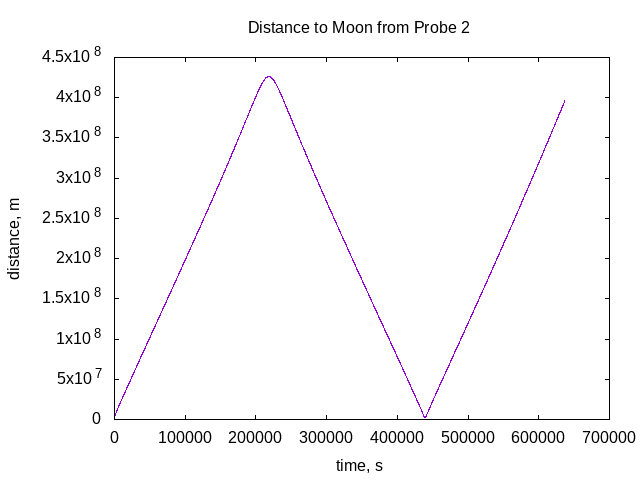 Distance to Moon from Probe 2
4.5x10^8
4x10^8
3.5x10^8
3x10^8
2.5x10^8
2x10^8
1.5x10^8
1x10^8
5x10^7
0
distance, m
0 100000 200000 300000 400000 500000 600000 700000
time, s